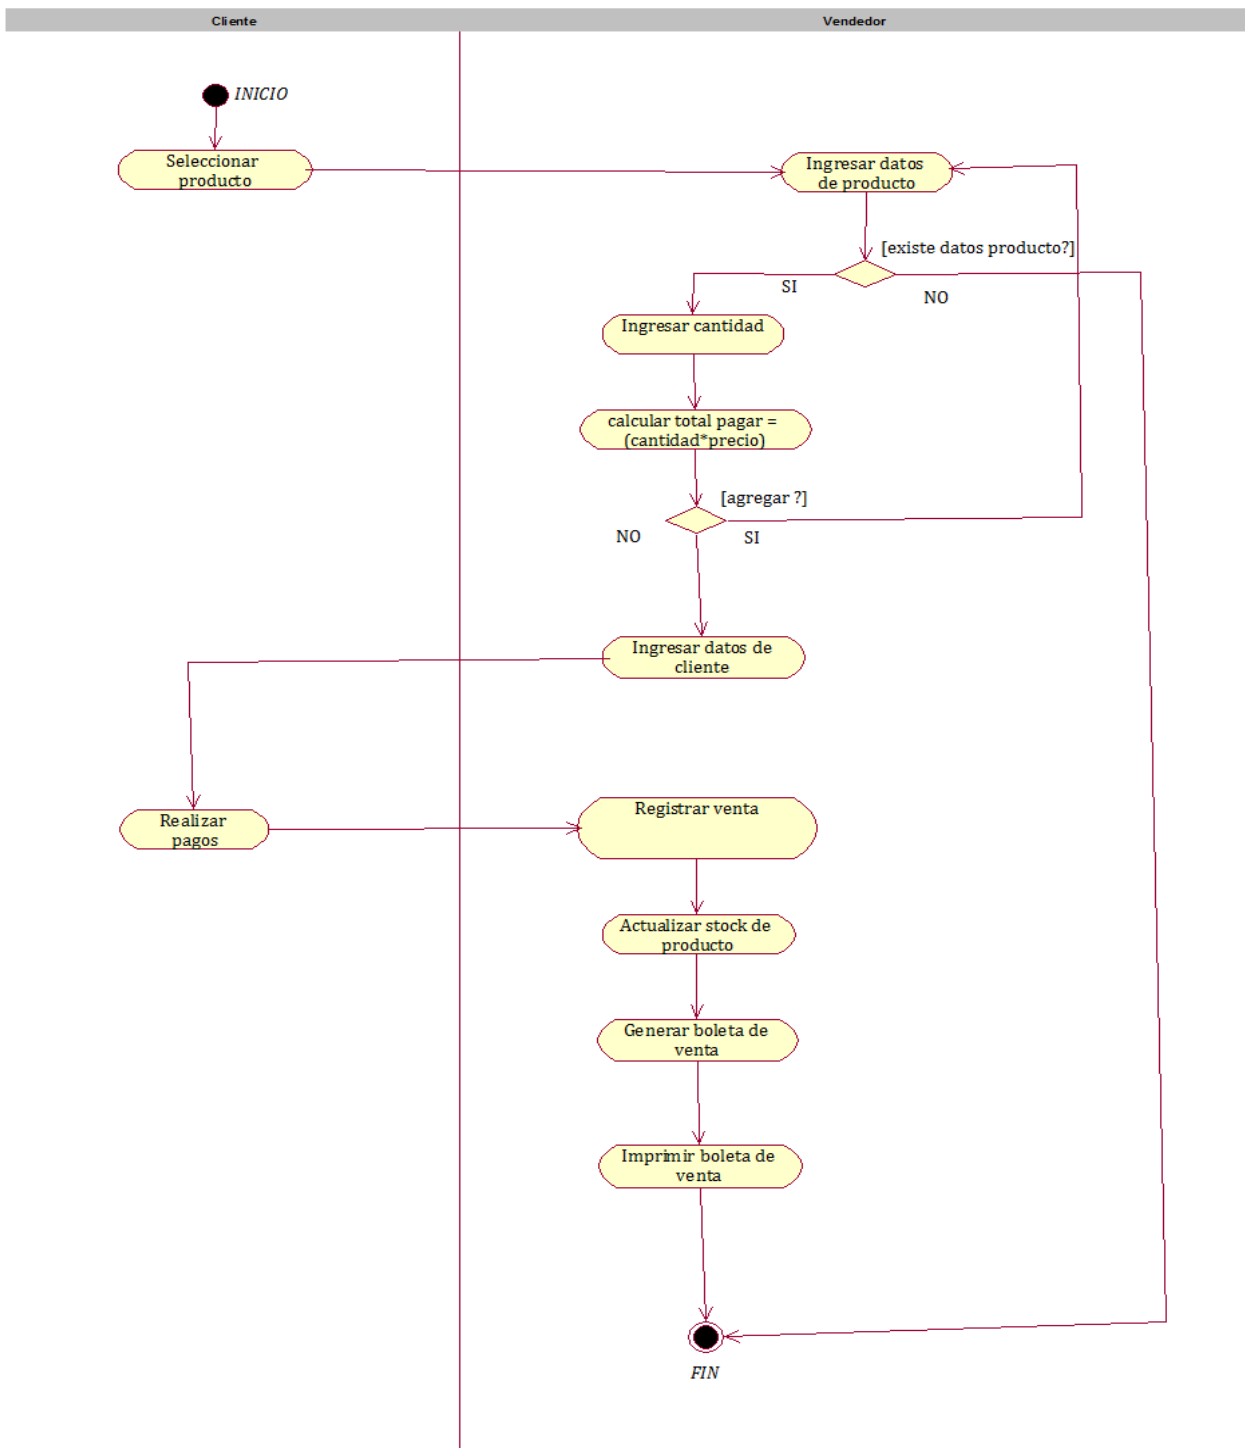 Cliente
Vendedor
INICIO
Seleccionar
producto
Ingresar datos
de producto
[existe datos producto?]
SI
NO
Ingresar cantidad
calcular total pagar =
(cantidad*precio)
[agregar ?]
NO
SI
Ingresar datos de
cliente
Realizar
pagos
Registrar venta
Actualizar stock de
producto
Generar boleta de
venta
Imprimir boleta de
venta
FIN